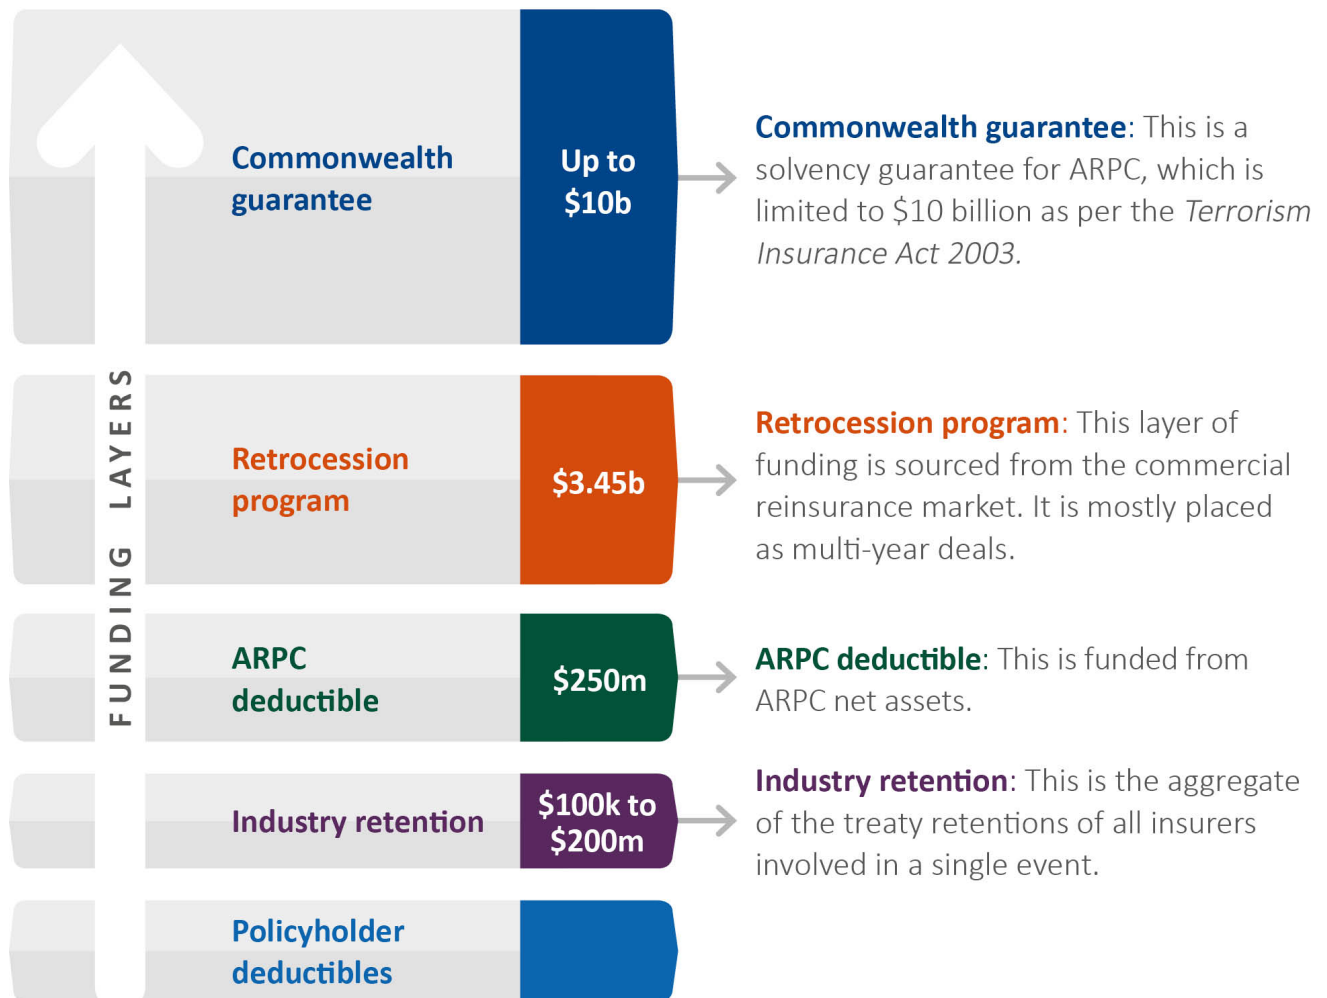 FUNDING LAYERS
Commonwealth
guarantee
Up to
$10b
Commonwealth guarantee: This is a
solvency guarantee for ARPC, which is
limited to $10 billion as per the Terrorism
Insurance Act 2003.
Retrocession
program
$3.45b
Retrocession program: This layer of
funding is sourced from the commercial
reinsurance market. It is mostly placed
as multi-year deals.
ARPC
deductible
$250m
ARPC deductible: This is funded from
ARPC net assets.
Industry retention
$100k to
$200m
Industry retention: This is the aggregate
of the treaty retentions of all insurers
involved in a single event.
Policyholder
deductibles